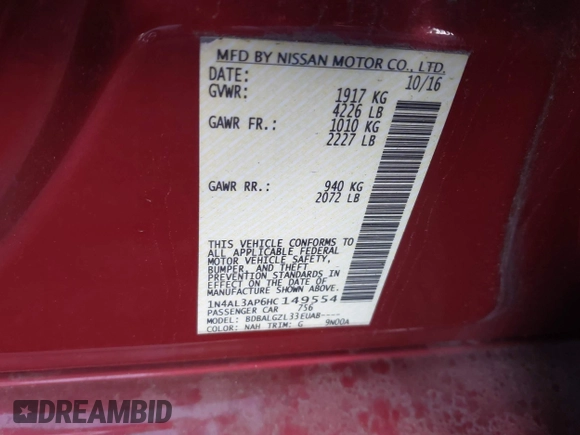 MFD BY NISSAN MOTOR CO., LTD.
DATE: 10/16
GVWR: 1917 KG
4226 LB
GAWR FR.: 1010 KG
2227 LB
GAWR RR.: 940 KG
2072 LB
THIS VEHICLE CONFORMS TO
ALL APPLICABLE FEDERAL
MOTOR VEHICLE SAFETY,
BUMPER, AND THEFT
PREVENTION STANDARDS IN
EFFECT ON THE DATE OF
MANUFACTURE SHOWN ABOVE.
1N4AL3AP6HC 149554
PASSENGER CAR 756
MODEL: BDBALGZL33EUAB----
COLOR: NAH TRIM: G 9N00A
DREAMBID